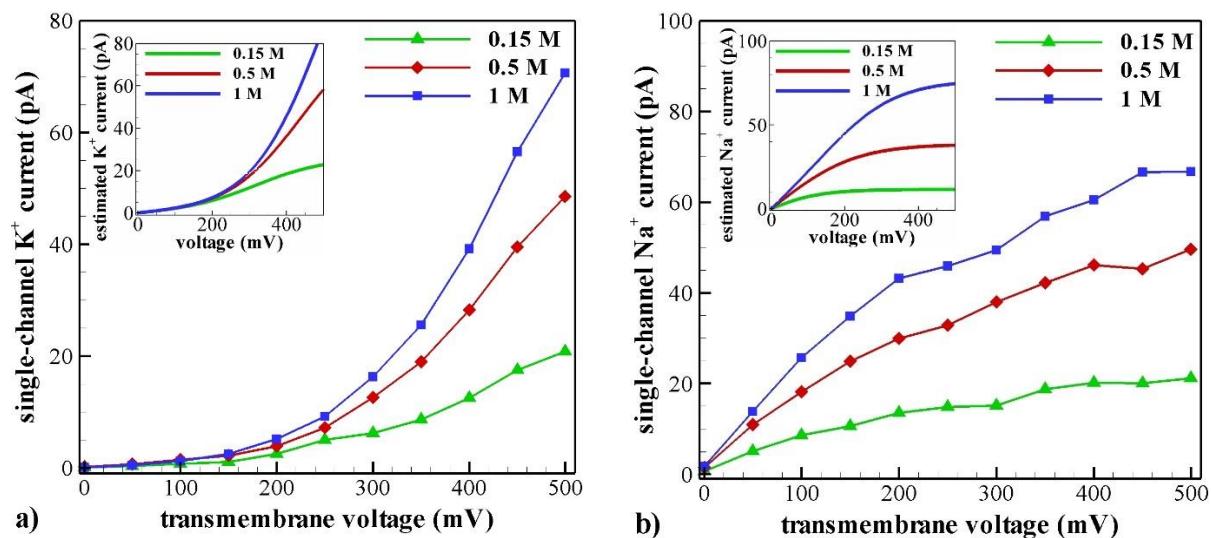 80
60
40
20
0
single-channel K+ current (pA)
80
60
40
20
0
estimated K+ current (pA)
0.15 M
0.5 M
1 M
0 200 400
voltage (mV)
0.15 M
0.5 M
1 M
0 100 200 300 400 500
a) transmembrane voltage (mV)
100
80
60
40
20
0
single-channel Na+ current (pA)
100
50
0
estimated Na+ current (pA)
0.15 M
0.5 M
1 M
0 200 400
voltage (mV)
0.15 M
0.5 M
1 M
0 100 200 300 400 500
b) transmembrane voltage (mV)